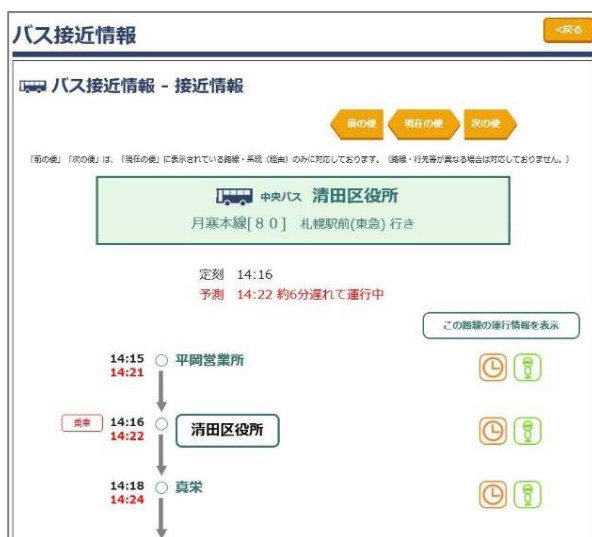 バス接近情報
<戻る
バス接近情報 - 接近情報
前の便 現在の便 次の便
「前の便」「次の便」は、「現在の便」に表示されている路線・系統（経由）のみに対応しております。（路線・行先等が異なる場合は対応しておりません。）
中央バス 清田区役所
月寒本線[８０] 札幌駅前(東急) 行き
定刻 14:16
予測 14:22 約6分遅れて運行中
この路線の運行情報を表示
14:15 平岡営業所
14:21
乗車 14:16 清田区役所
14:22
14:18 真栄
14:24